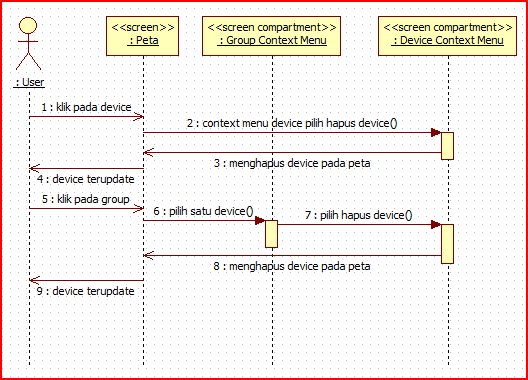 <<screen>>
: Peta
<<screen compartment>>
: Group Context Menu
<<screen compartment>>
: Device Context Menu
: User
1 : klik pada device
2 : context menu device pilih hapus device()
3 : menghapus device pada peta
4 : device terupdate
5 : klik pada group
6 : pilih satu device()
7 : pilih hapus device()
8 : menghapus device pada peta
9 : device terupdate